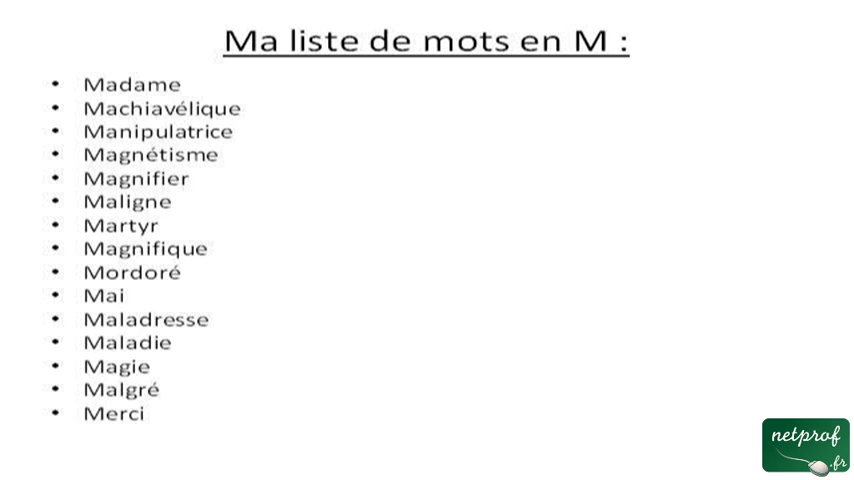 Ma liste de mots en M :
• Madame
• Machiavélique
• Manipulatrice
• Magnétisme
• Magnifier
• Maligne
• Martyr
• Magnifique
• Mordoré
• Mai
• Maladresse
• Maladie
• Magie
• Malgré
• Merci
netprof
.fr